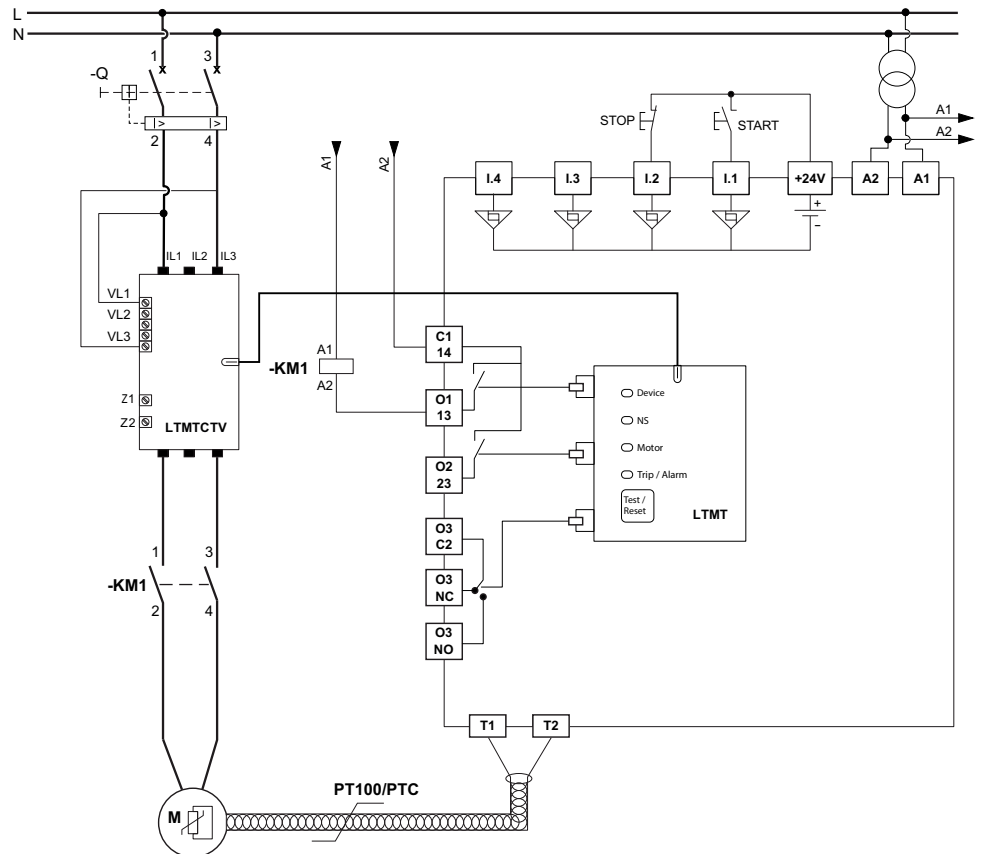 L
N
1
3
-Q
I>
I>
2
4
A1
A2
STOP
START
A1
A2
I.4
I.3
I.2
I.1
+24V
A2
A1
+
–
IL1
IL2
IL3
VL1
VL2
VL3
Z1
Z2
LTMTCTV
-KM1
A1
A2
C1
14
O1
13
O2
23
O3
C2
O3
NC
O3
NO
Device
NS
Motor
Trip / Alarm
Test /
Reset
LTMT
1
3
-KM1
2
4
T1
T2
PT100/PTC
M